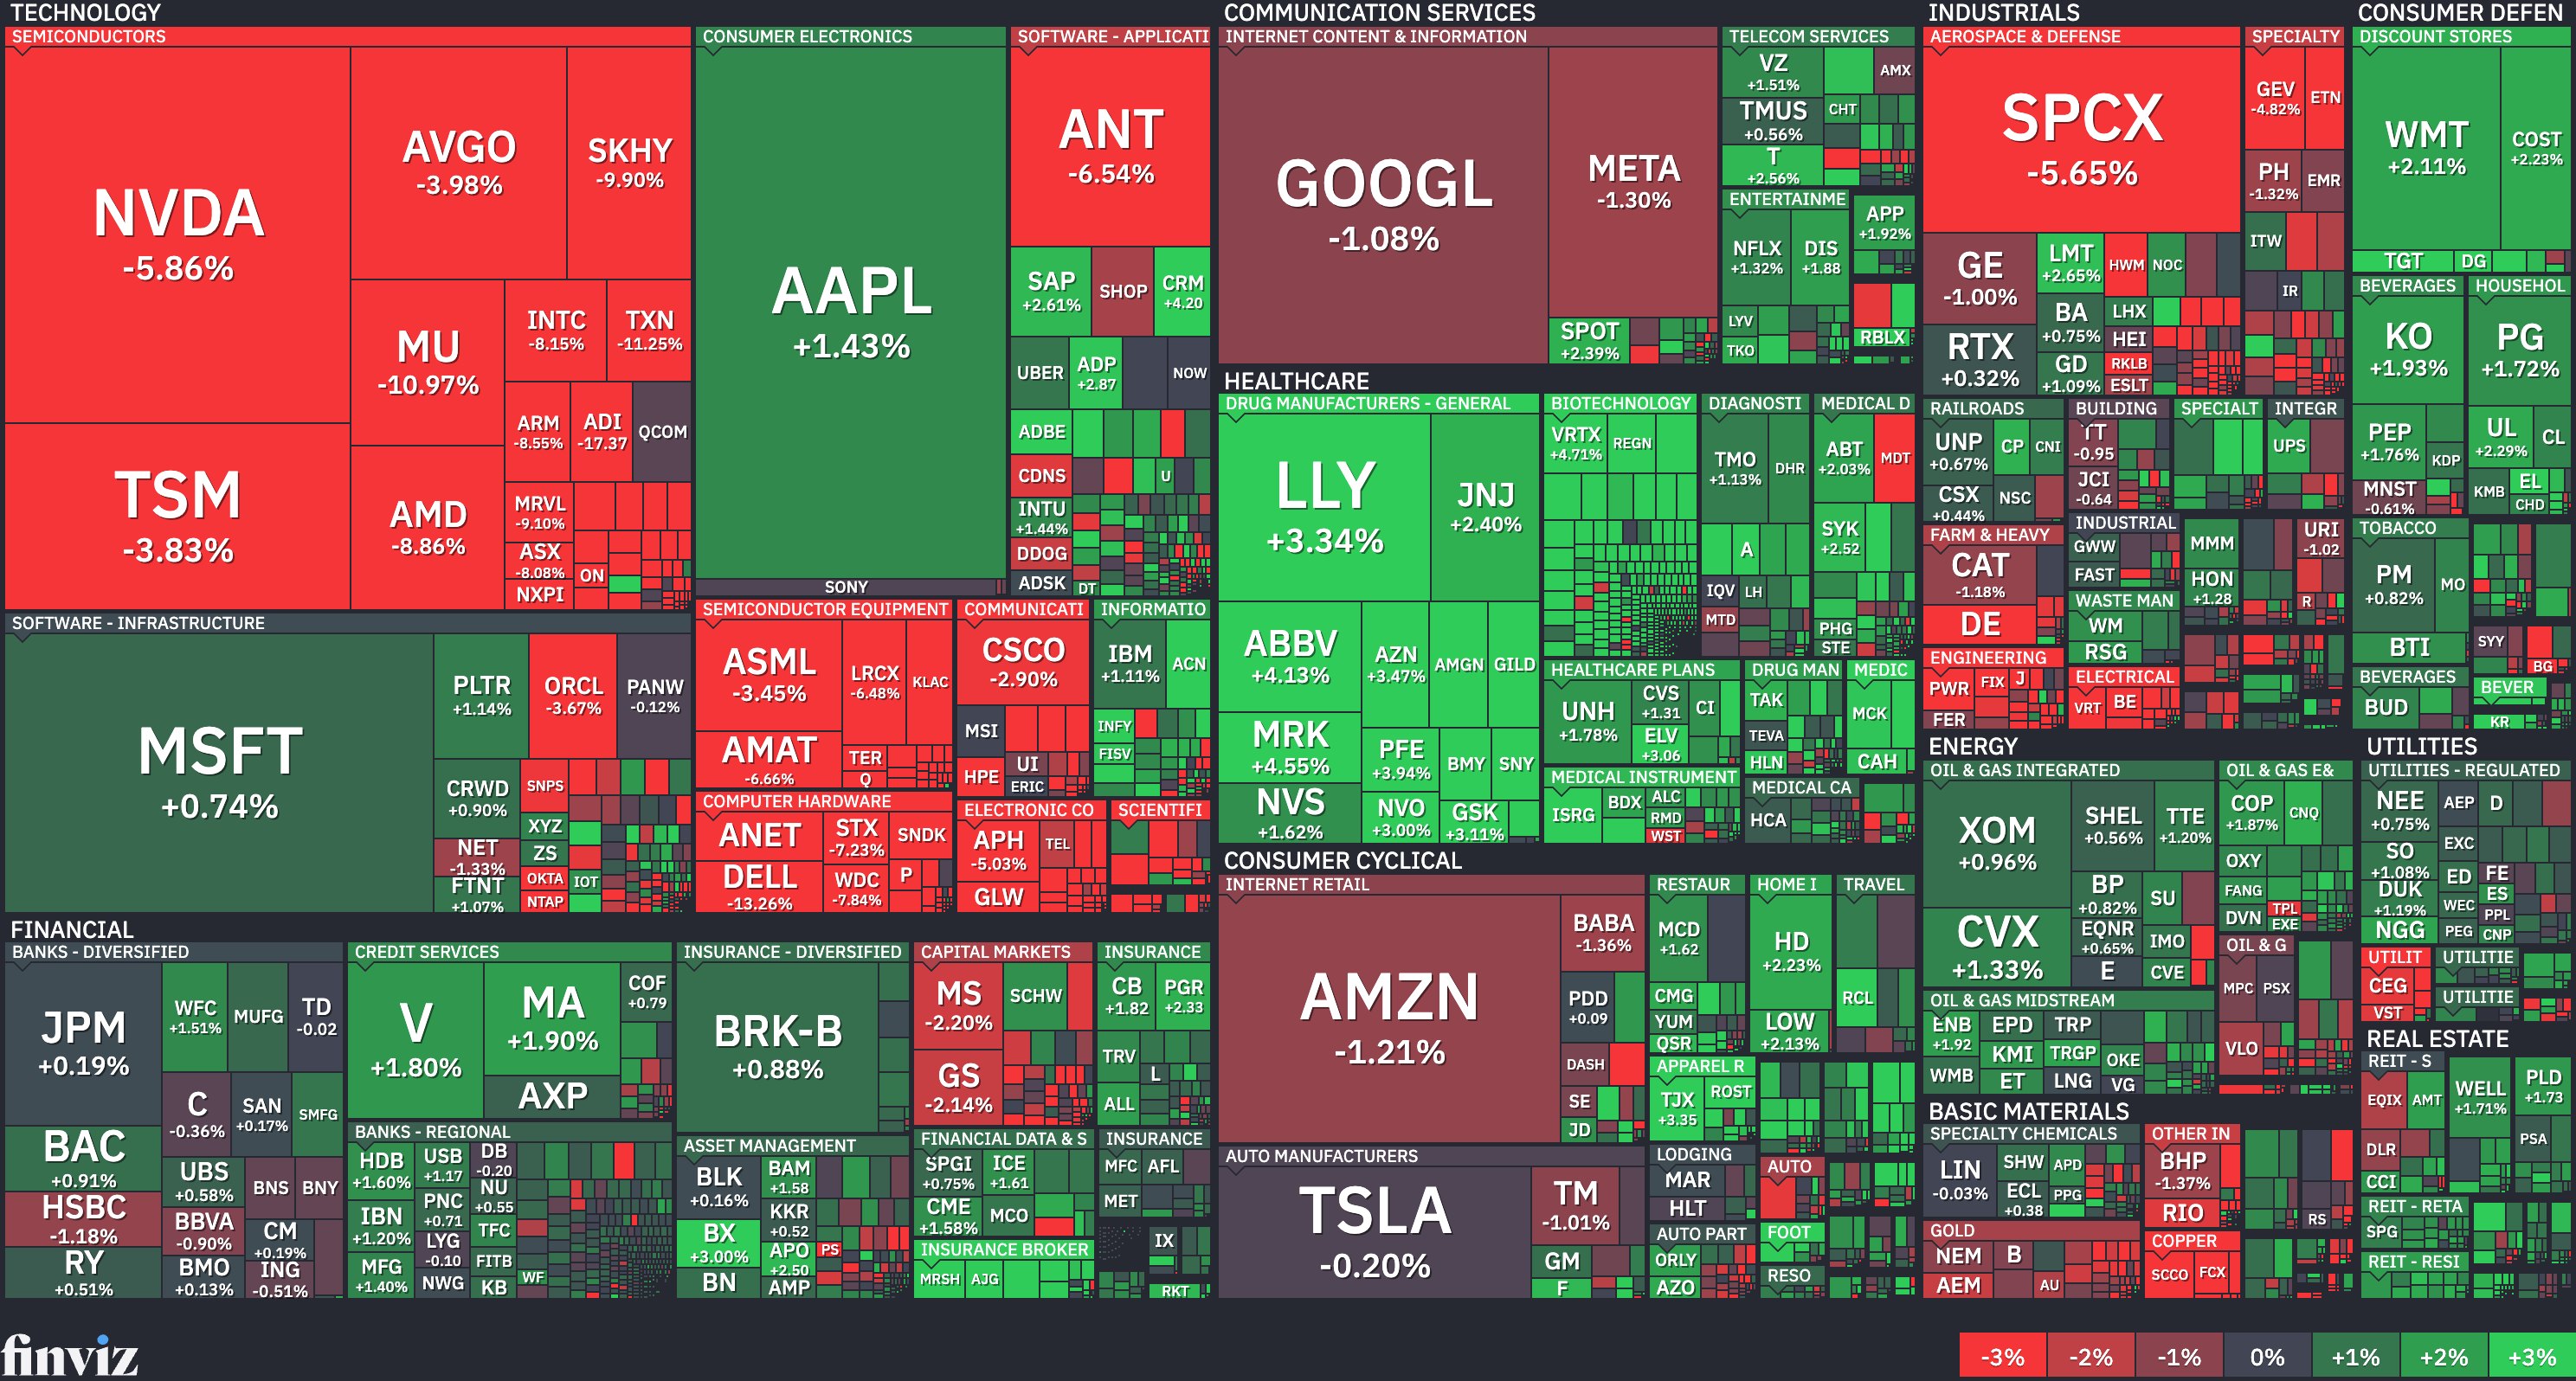 TECHNOLOGY
SEMICONDUCTORS
NVDA
-5.86%
AVGO
-3.98%
SKHY
-9.90%
TSM
-3.83%
MU
-10.97%
INTC
-8.15%
TXN
-11.25%
AMD
-8.86%
ARM
-8.55%
ADI
-17.37
QCOM
MRVL
-9.10%
ASX
-8.08%
ON
NXPI
CONSUMER ELECTRONICS
AAPL
+1.43%
SONY
SOFTWARE - APPLICATI
ANT
-6.54%
SAP
+2.61%
SHOP
CRM
+4.20
UBER
ADP
+2.87
NOW
ADBE
CDNS
U
INTU
+1.44%
DDOG
ADSK
DT
SOFTWARE - INFRASTRUCTURE
MSFT
+0.74%
PLTR
+1.14%
ORCL
-3.67%
PANW
-0.12%
CRWD
+0.90%
SNPS
NET
-1.33%
XYZ
ZS
FTNT
+1.07%
OKTA
IOT
NTAP
SEMICONDUCTOR EQUIPMENT
ASML
-3.45%
LRCX
-6.48%
KLAC
AMAT
-6.66%
TER
Q
COMMUNICATI
CSCO
-2.90%
MSI
HPE
UI
ERIC
INFORMATIO
IBM
+1.11%
ACN
INFY
FISV
COMPUTER HARDWARE
ANET
STX
-7.23%
SNDK
DELL
-13.26%
WDC
-7.84%
P
ELECTRONIC CO
APH
-5.03%
TEL
GLW
SCIENTIFI
FINANCIAL
BANKS - DIVERSIFIED
JPM
+0.19%
WFC
+1.51%
MUFG
TD
-0.02
C
-0.36%
SAN
+0.17%
SMFG
BAC
+0.91%
UBS
+0.58%
BNS
BNY
HSBC
-1.18%
BBVA
-0.90%
CM
+0.19%
RY
+0.51%
BMO
+0.13%
ING
-0.51%
CREDIT SERVICES
V
+1.80%
MA
+1.90%
COF
+0.79
AXP
BANKS - REGIONAL
HDB
+1.60%
USB
+1.17
DB
-0.20
NU
+0.55
IBN
+1.20%
PNC
+0.71
TFC
LYG
-0.10
FITB
MFG
+1.40%
NWG
KB
WF
INSURANCE - DIVERSIFIED
BRK-B
+0.88%
ASSET MANAGEMENT
BLK
+0.16%
BAM
+1.58
KKR
+0.52
BX
+3.00%
APO
+2.50
PS
BN
AMP
CAPITAL MARKETS
MS
-2.20%
SCHW
GS
-2.14%
INSURANCE
CB
+1.82
PGR
+2.33
TRV
L
ALL
FINANCIAL DATA & S
SPGI
+0.75%
ICE
+1.61
CME
+1.58%
MCO
INSURANCE
MFC
AFL
MET
IX
RKT
INSURANCE BROKER
MRSH
AJG
COMMUNICATION SERVICES
INTERNET CONTENT & INFORMATION
GOOGL
-1.08%
META
-1.30%
SPOT
+2.39%
TELECOM SERVICES
VZ
+1.51%
AMX
TMUS
+0.56%
CHT
T
+2.56%
ENTERTAINME
NFLX
+1.32%
DIS
+1.88
LYV
TKO
APP
+1.92%
RBLX
HEALTHCARE
DRUG MANUFACTURERS - GENERAL
LLY
+3.34%
JNJ
+2.40%
ABBV
+4.13%
AZN
+3.47%
AMGN
GILD
MRK
+4.55%
PFE
+3.94%
BMY
SNY
NVS
+1.62%
NVO
+3.00%
GSK
+3.11%
BIOTECHNOLOGY
VRTX
+4.71%
REGN
DIAGNOSTI
TMO
+1.13%
DHR
A
IQV
LH
MTD
MEDICAL D
ABT
+2.03%
MDT
SYK
+2.52
PHG
STE
HEALTHCARE PLANS
UNH
+1.78%
CVS
+1.31
CI
ELV
+3.06
DRUG MAN
TAK
TEVA
HLN
MEDIC
MCK
CAH
MEDICAL INSTRUMENT
ISRG
BDX
ALC
RMD
WST
MEDICAL CA
HCA
CONSUMER CYCLICAL
INTERNET RETAIL
AMZN
-1.21%
BABA
-1.36%
PDD
+0.09
DASH
SE
JD
AUTO MANUFACTURERS
TSLA
-0.20%
TM
-1.01%
GM
F
RESTAUR
MCD
+1.62
CMG
YUM
QSR
HOME I
HD
+2.23%
LOW
+2.13%
TRAVEL
RCL
APPAREL R
TJX
+3.35
ROST
LODGING
MAR
HLT
AUTO
AUTO PART
ORLY
AZO
FOOT
RESO
INDUSTRIALS
AEROSPACE & DEFENSE
SPCX
-5.65%
GE
-1.00%
LMT
+2.65%
HWM
NOC
RTX
+0.32%
BA
+0.75%
LHX
HEI
GD
+1.09%
RKLB
ESLT
SPECIALTY
GEV
-4.82%
ETN
PH
-1.32%
EMR
ITW
IR
RAILROADS
UNP
+0.67%
CP
CNI
CSX
+0.44%
NSC
BUILDING
TT
-0.95
JCI
-0.64
SPECIALT
INTEGR
UPS
FARM & HEAVY
CAT
-1.18%
DE
INDUSTRIAL
GWW
FAST
MMM
HON
+1.28
URI
-1.02
R
WASTE MAN
WM
RSG
ENGINEERING
PWR
FIX
J
FER
ELECTRICAL
VRT
BE
CONSUMER DEFEN
DISCOUNT STORES
WMT
+2.11%
COST
+2.23%
TGT
DG
BEVERAGES
KO
+1.93%
PEP
+1.76%
KDP
MNST
-0.61%
HOUSEHOL
PG
+1.72%
UL
+2.29%
CL
KMB
EL
CHD
TOBACCO
PM
+0.82%
MO
BTI
SYY
BG
BEVERAGES
BUD
BEVER
KR
ENERGY
OIL & GAS INTEGRATED
XOM
+0.96%
SHEL
+0.56%
TTE
+1.20%
CVX
+1.33%
BP
+0.82%
SU
EQNR
+0.65%
IMO
E
CVE
OIL & GAS E&
COP
+1.87%
CNQ
OXY
FANG
DVN
TPL
EXE
OIL & GAS MIDSTREAM
ENB
+1.92
EPD
TRP
KMI
TRGP
OKE
WMB
ET
LNG
VG
OIL & G
MPC
PSX
VLO
UTILITIES
UTILITIES - REGULATED
NEE
+0.75%
AEP
D
SO
+1.08%
EXC
DUK
+1.19%
ED
FE
WEC
ES
PPL
NGG
PEG
CNP
UTILIT
CEG
VST
UTILITIE
UTILITIE
REAL ESTATE
REIT - S
EQIX
AMT
DLR
CCI
WELL
+1.71%
PLD
+1.73
PSA
REIT - RETA
SPG
REIT - RESI
BASIC MATERIALS
SPECIALTY CHEMICALS
LIN
-0.03%
SHW
APD
ECL
+0.38
PPG
OTHER IN
BHP
-1.37%
RIO
RS
GOLD
NEM
B
AEM
AU
COPPER
SCCO
FCX
finviz
-3%
-2%
-1%
0%
+1%
+2%
+3%